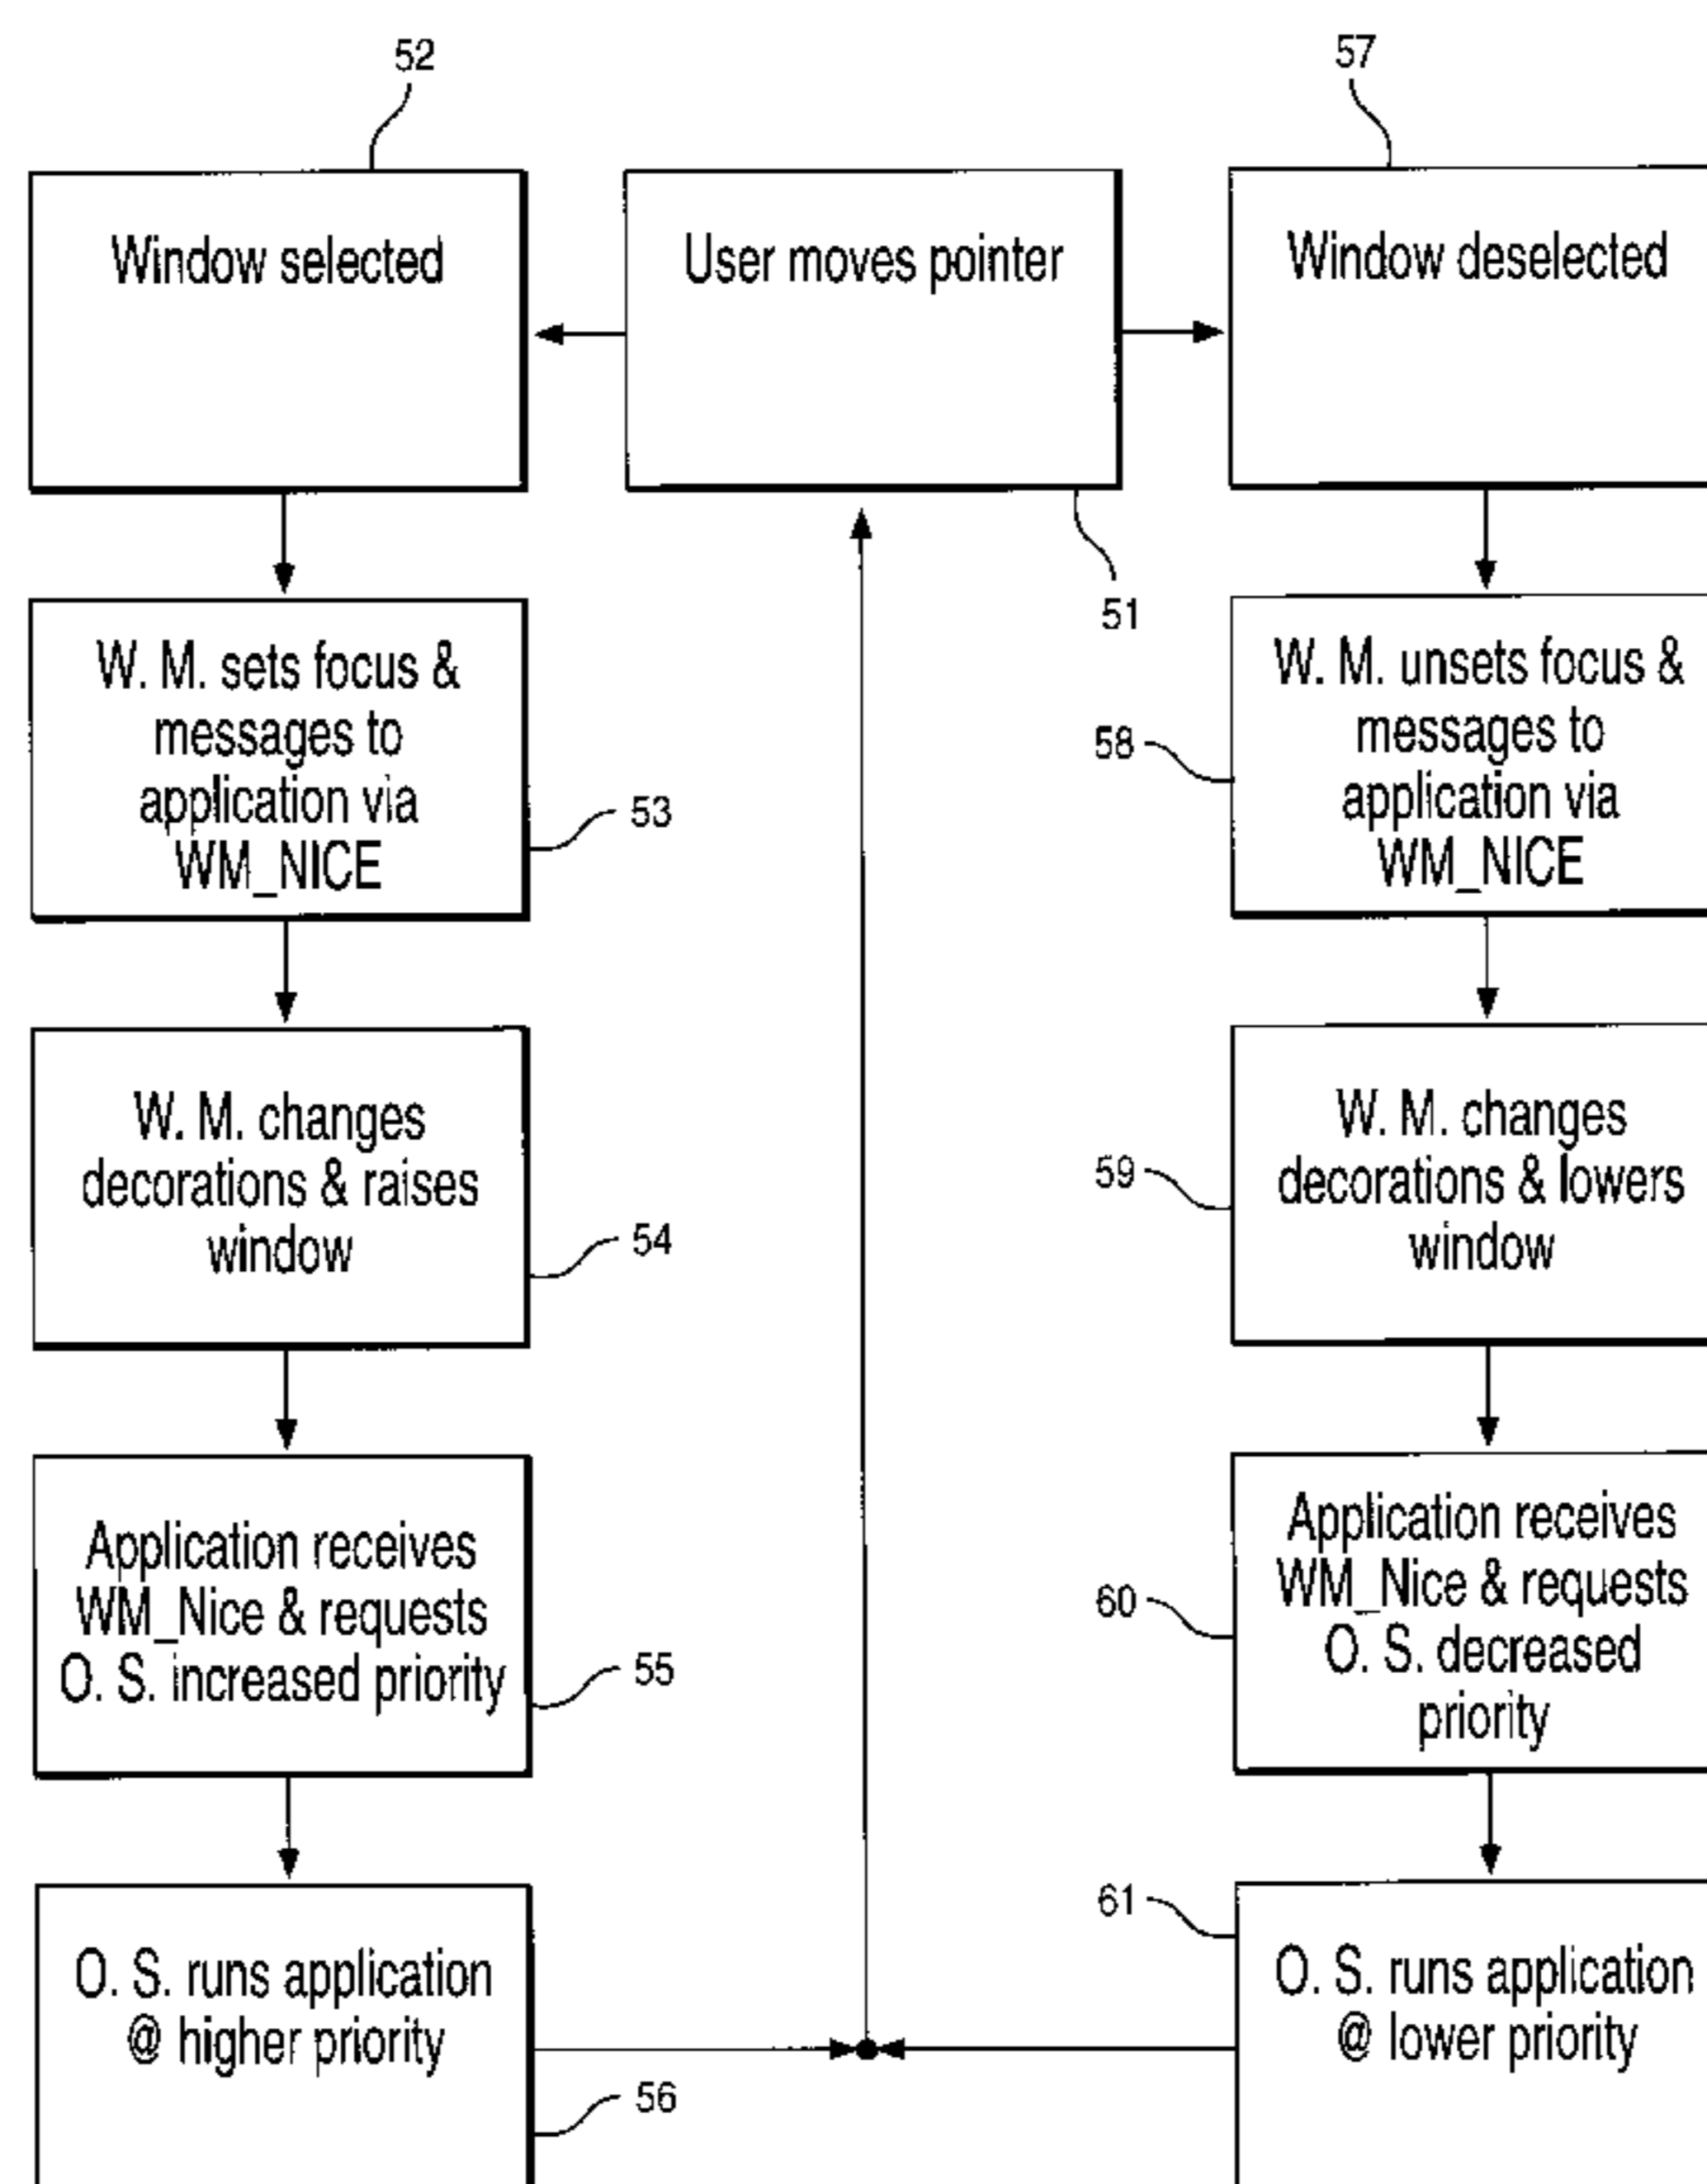 52
57
Window selected
User moves pointer
Window deselected
51
W. M. sets focus &
messages to
application via
WM_NICE
53
W. M. unsets focus &
messages to
application via
WM_NICE
58
W. M. changes
decorations & raises
window
54
W. M. changes
decorations & lowers
window
59
Application receives
WM_Nice & requests
O. S. increased priority
55
Application receives
WM_Nice & requests
O. S. decreased
priority
60
O. S. runs application
@ higher priority
56
61
O. S. runs application
@ lower priority